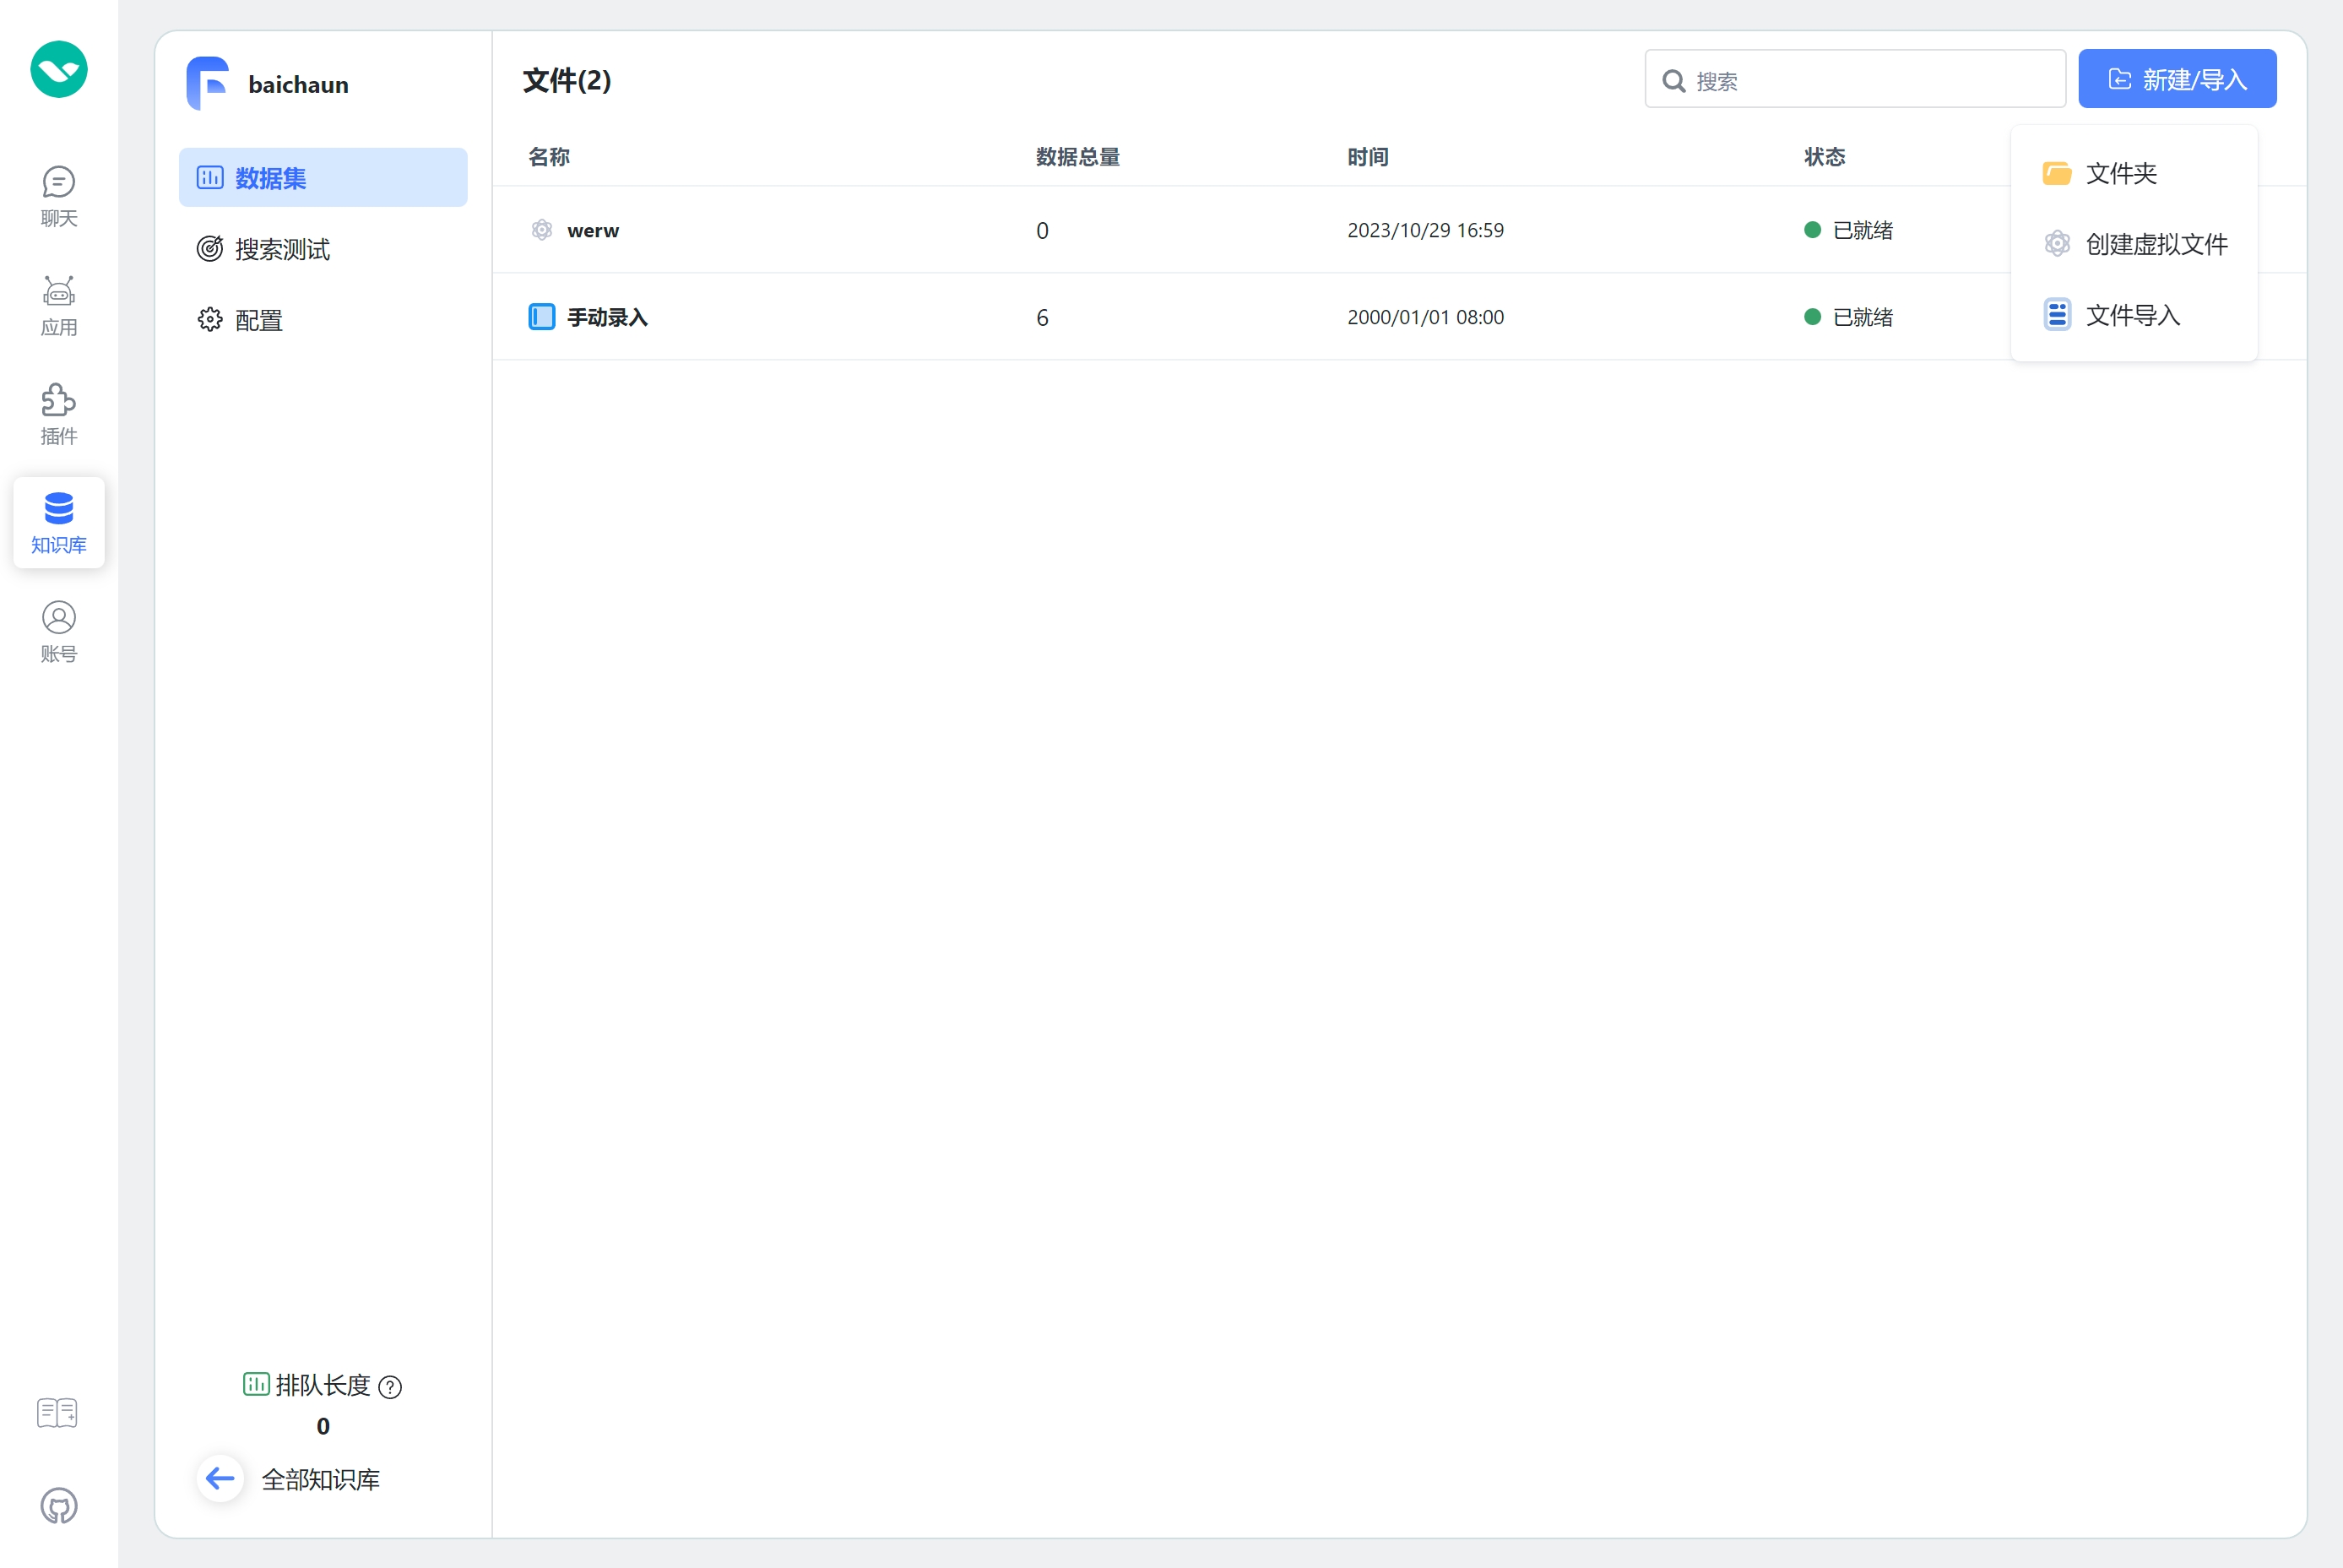 聊天
应用
插件
知识库
账号
baichaun
数据集
搜索测试
配置
排队长度 ?
0
全部知识库
文件(2)
搜索
新建/导入
名称 数据总量 时间 状态
werw 0 2023/10/29 16:59 已就绪
手动录入 6 2000/01/01 08:00 已就绪
文件夹
创建虚拟文件
文件导入